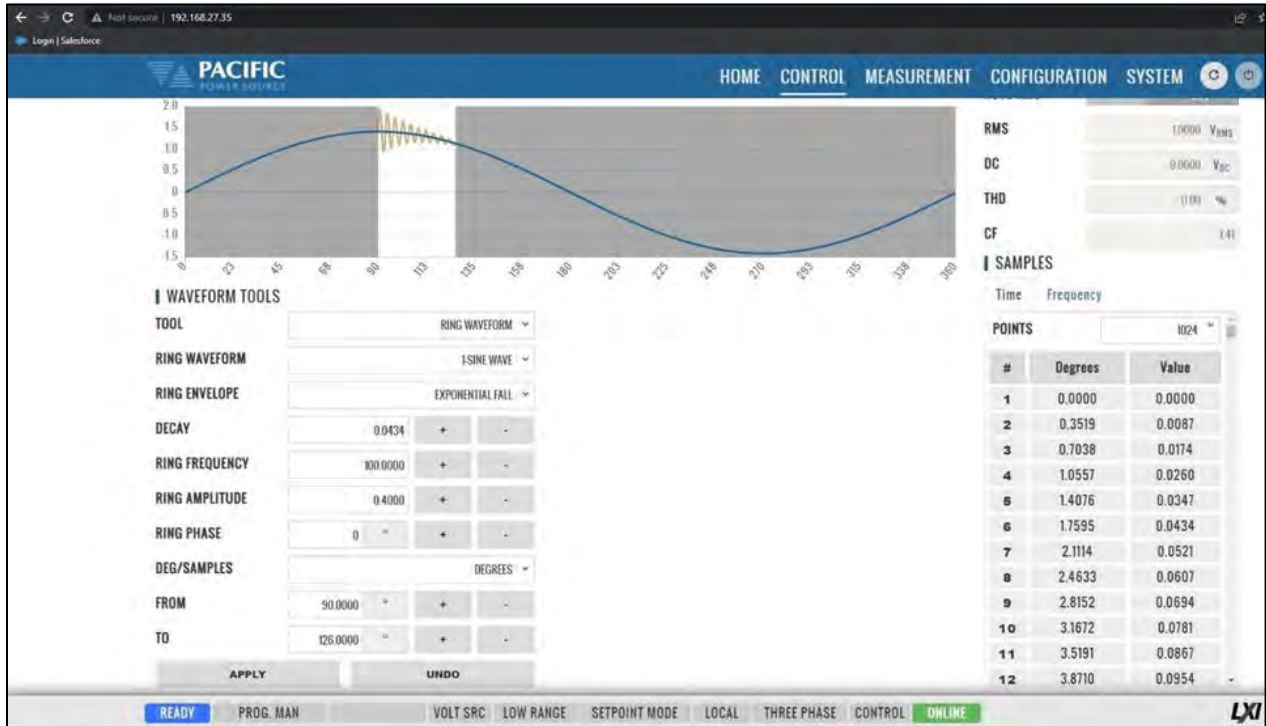 Not secure | 192.168.27.35
Login | Salesforce
PACIFIC
POWER SOURCE
HOME CONTROL MEASUREMENT CONFIGURATION SYSTEM
2.0
1.5
1.0
0.5
0
0.5
1.0
1.5
0 23 45 68 90 113 135 158 180 203 225 248 270 293 315 338 360
RMS 1.0000 VRMS
DC 0.0000 VDC
THD 0.00 %
CF 1.41
SAMPLES
Time Frequency
POINTS 1024
# Degrees Value
1 0.0000 0.0000
2 0.3519 0.0087
3 0.7038 0.0174
4 1.0557 0.0260
5 1.4076 0.0347
6 1.7595 0.0434
7 2.1114 0.0521
8 2.4633 0.0607
9 2.8152 0.0694
10 3.1672 0.0781
11 3.5191 0.0867
12 3.8710 0.0954
WAVEFORM TOOLS
TOOL RING WAVEFORM
RING WAVEFORM 1-SINE WAVE
RING ENVELOPE EXPONENTIAL FALL
DECAY 0.0434 + -
RING FREQUENCY 100.0000 + -
RING AMPLITUDE 0.4000 + -
RING PHASE 0 ° + -
DEG/SAMPLES DEGREES
FROM 90.0000 ° + -
TO 126.0000 ° + -
APPLY UNDO
READY PROG. MAN VOLT SRC LOW RANGE SETPOINT MODE LOCAL THREE PHASE CONTROL ONLINE LXI